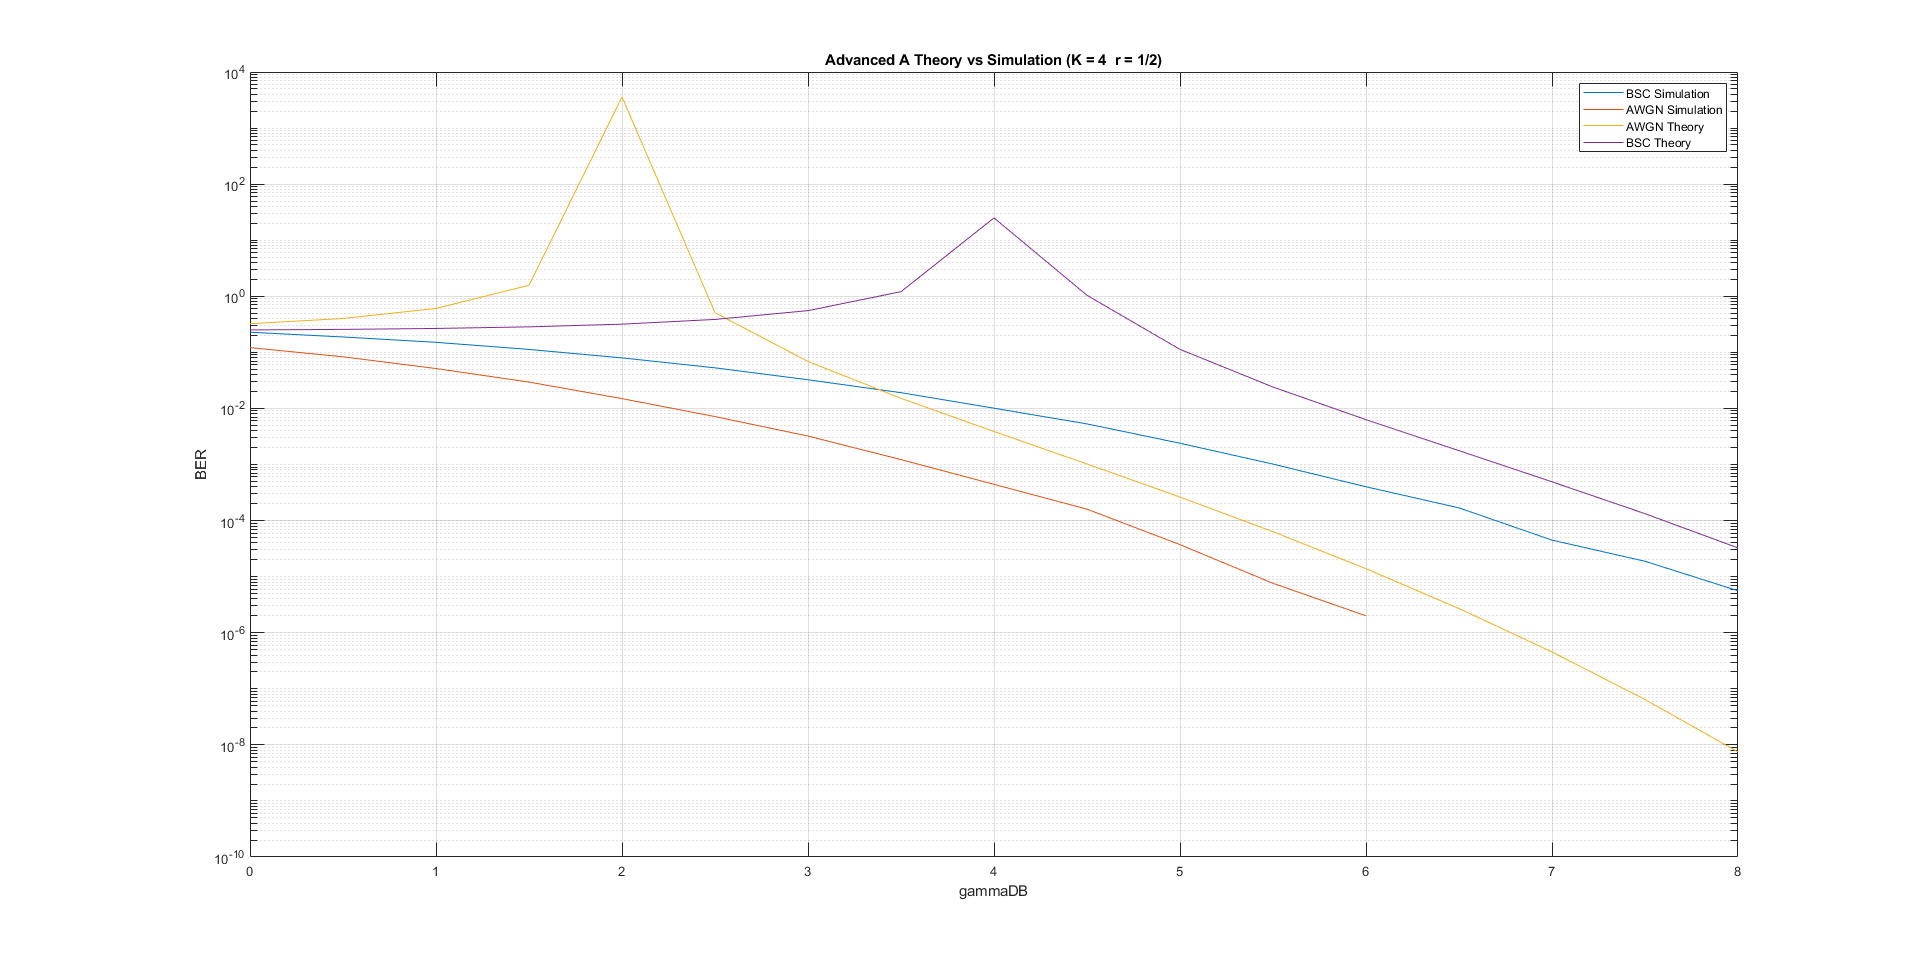 Advanced A Theory vs Simulation (K = 4  r = 1/2)
10^4
10^2
10^0
10^-2
10^-4
10^-6
10^-8
10^-10
BER
BSC Simulation
AWGN Simulation
AWGN Theory
BSC Theory
0 1 2 3 4 5 6 7 8
gammaDB